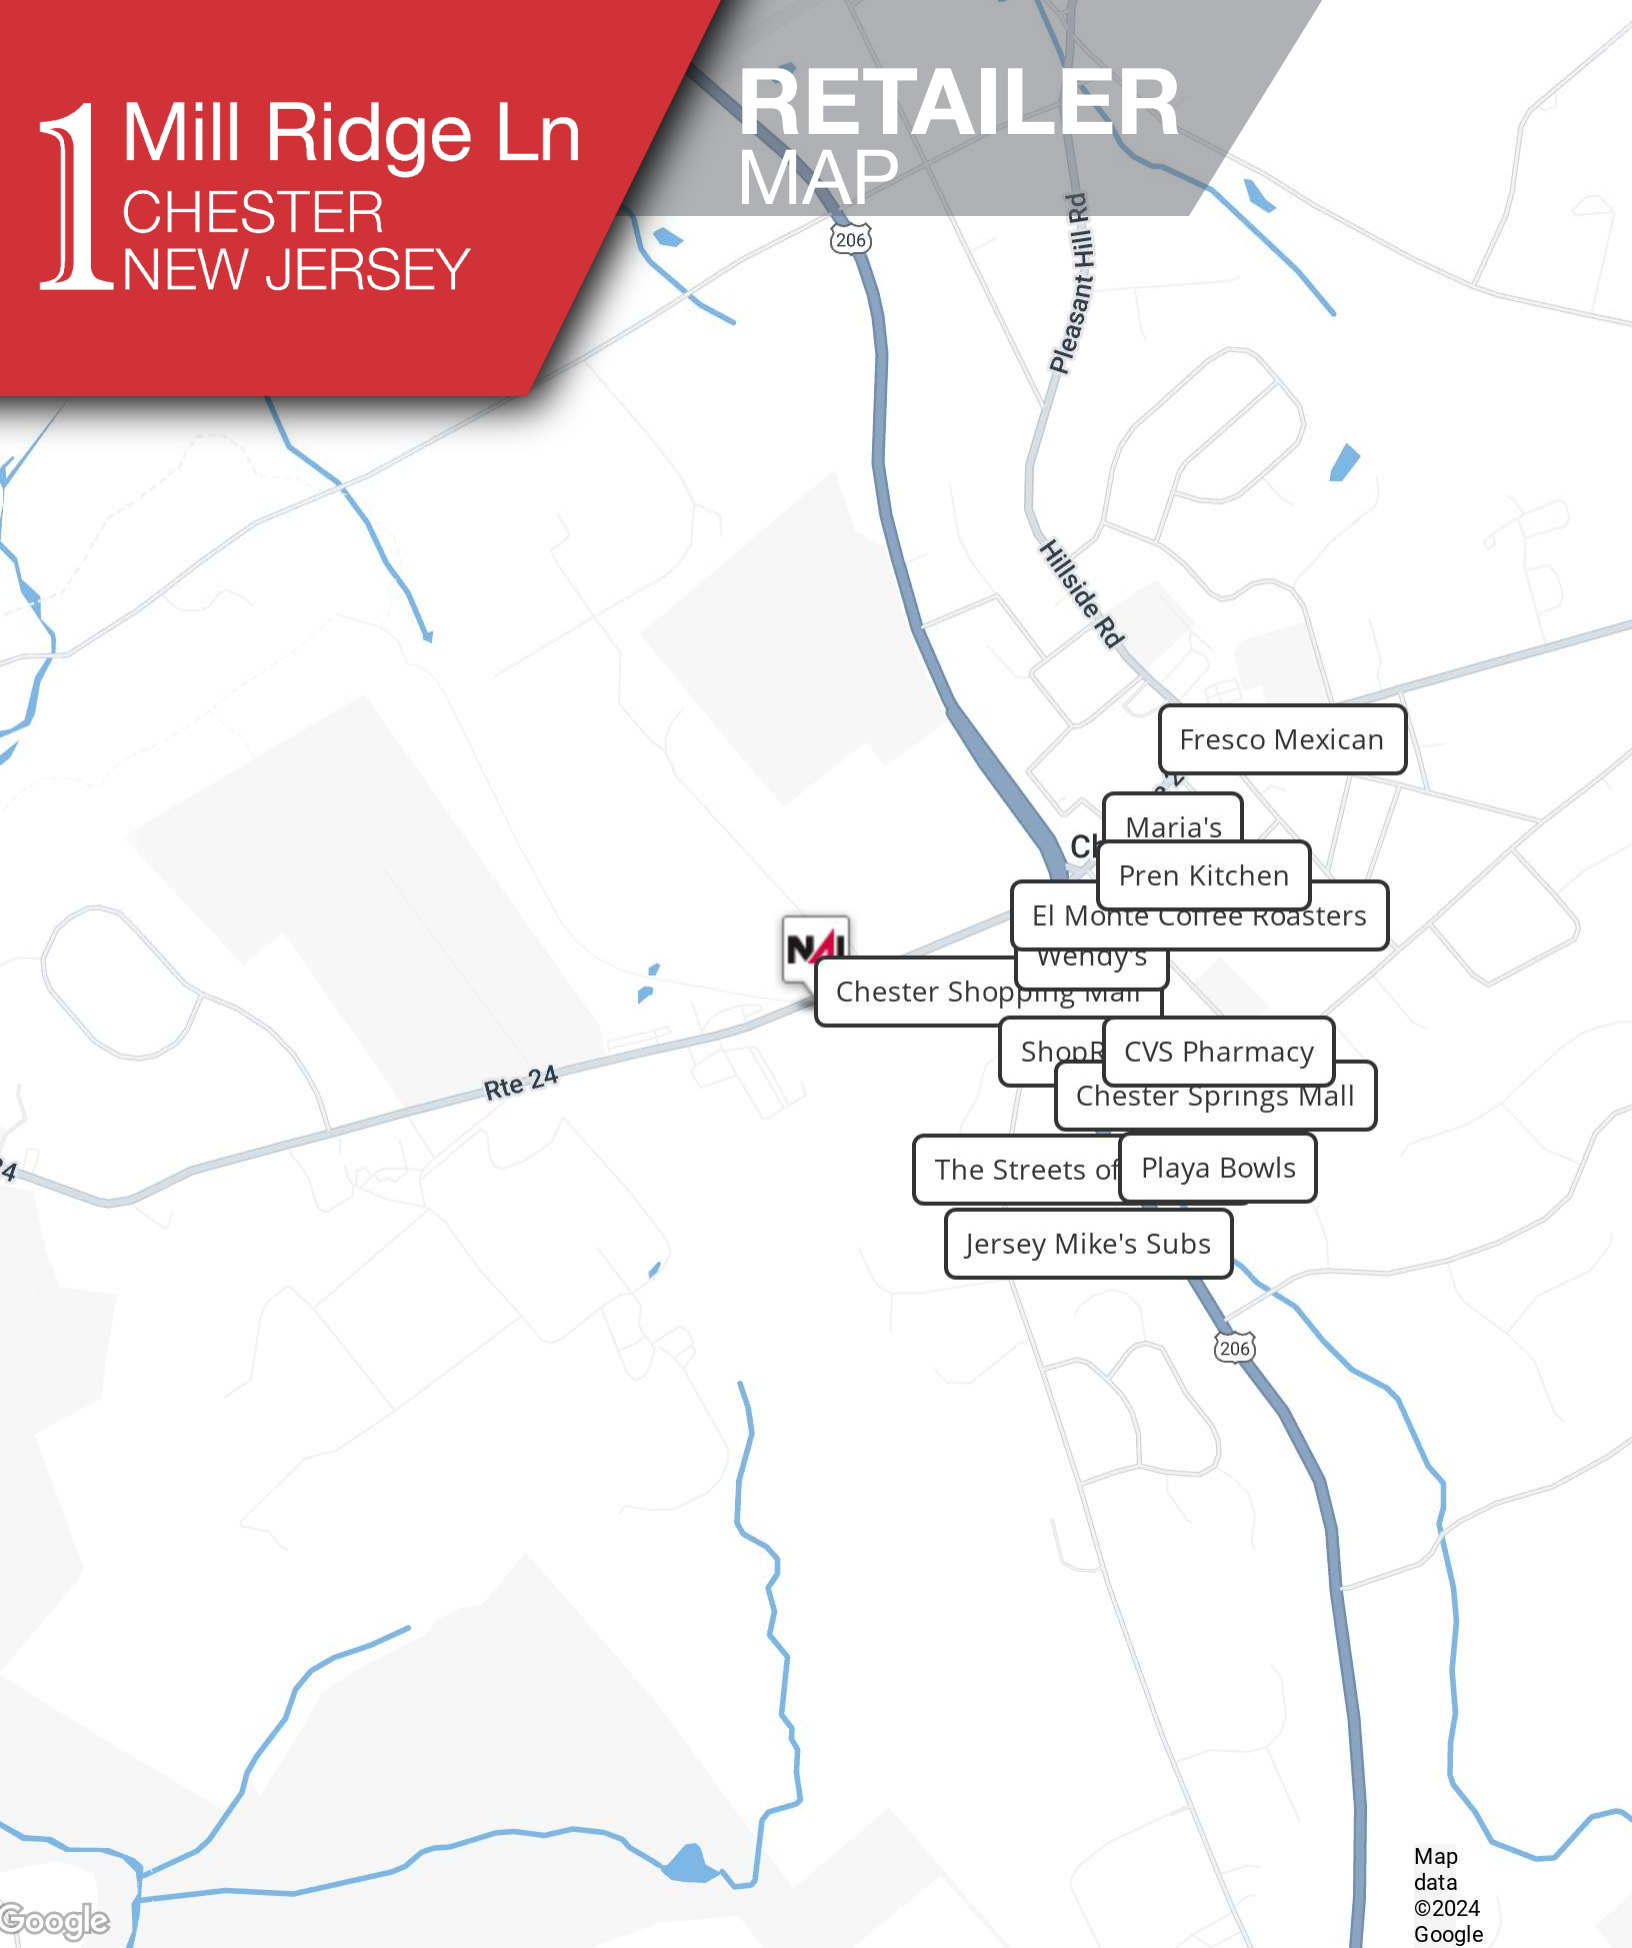 1
Mill Ridge Ln
CHESTER
NEW JERSEY
RETAILER
MAP
206
Pleasant Hill Rd
Hillside Rd
Fresco Mexican
Maria's
Pren Kitchen
El Monte Coffee Roasters
Wendy's
NAI
Chester Shopping Mall
CVS Pharmacy
Chester Springs Mall
Rte 24
The Streets of
Playa Bowls
Jersey Mike's Subs
206
Map
data
©2024
Google
Google